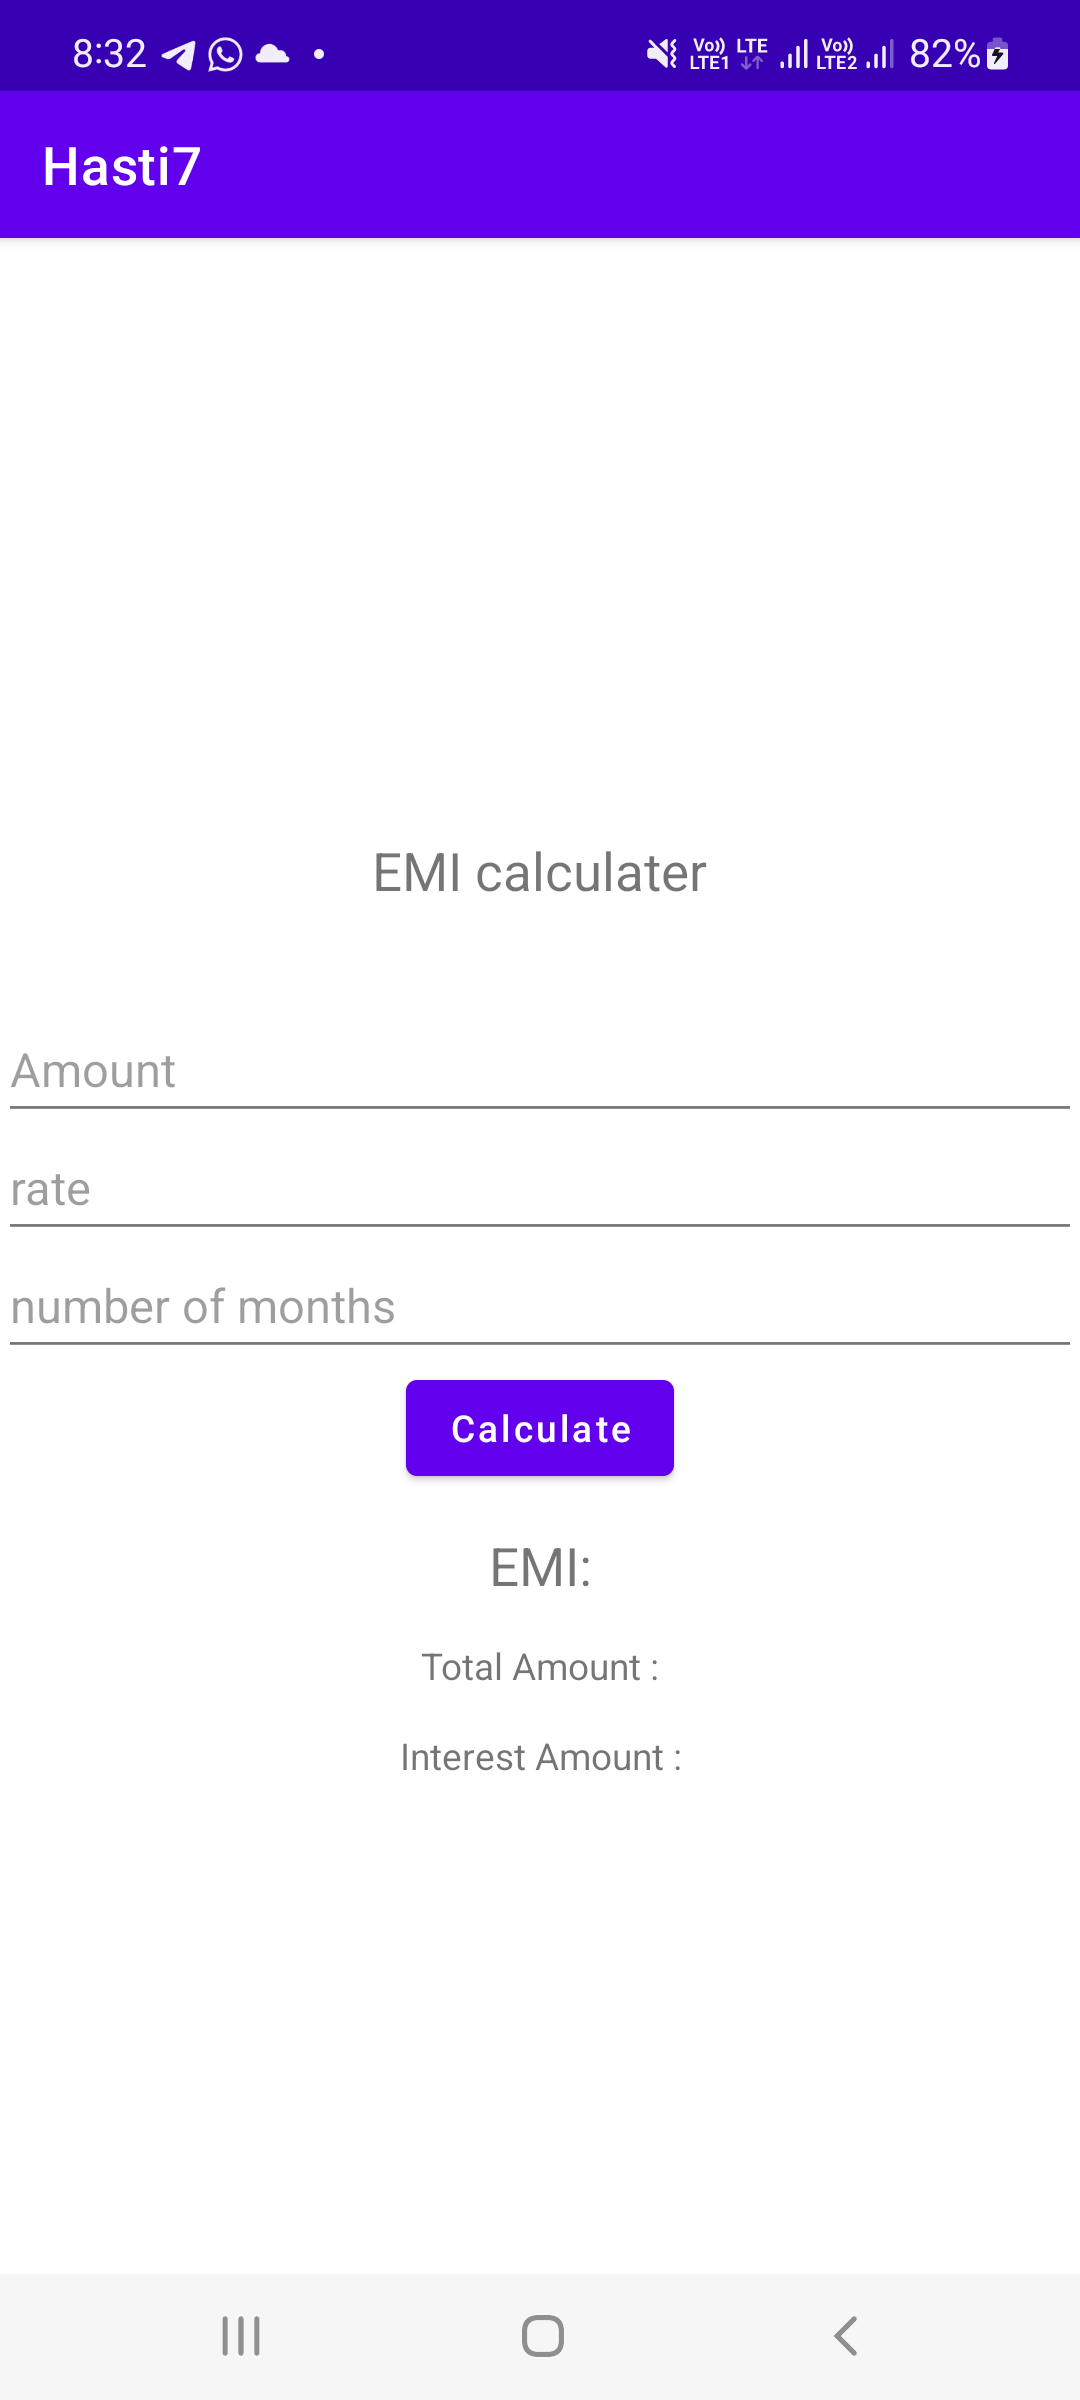 8:32 Vo)) LTE1 LTE Vo)) LTE2 82%
Hasti7
EMI calculater
Amount
rate
number of months
Calculate
EMI:
Total Amount :
Interest Amount :